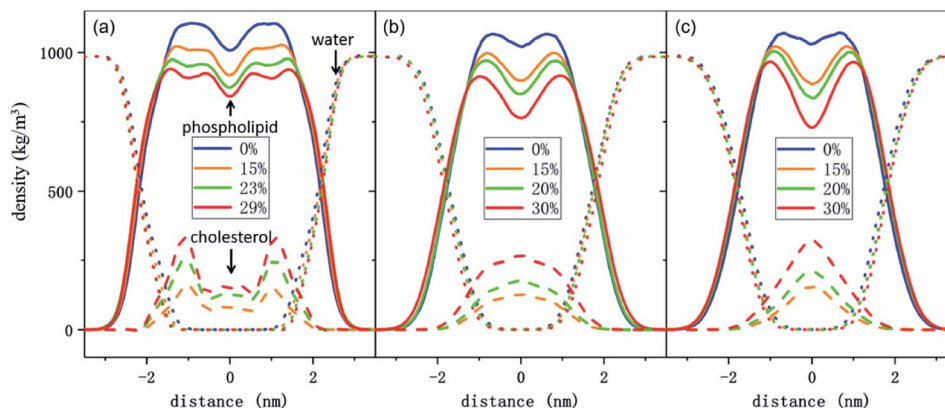 (a)
(b)
(c)
water
phospholipid
cholesterol
0%
15%
23%
29%
0%
15%
20%
30%
0%
15%
20%
30%
density (kg/m³)
1000
500
0
-2
0
2
-2
0
2
-2
0
2
distance (nm)
distance (nm)
distance (nm)